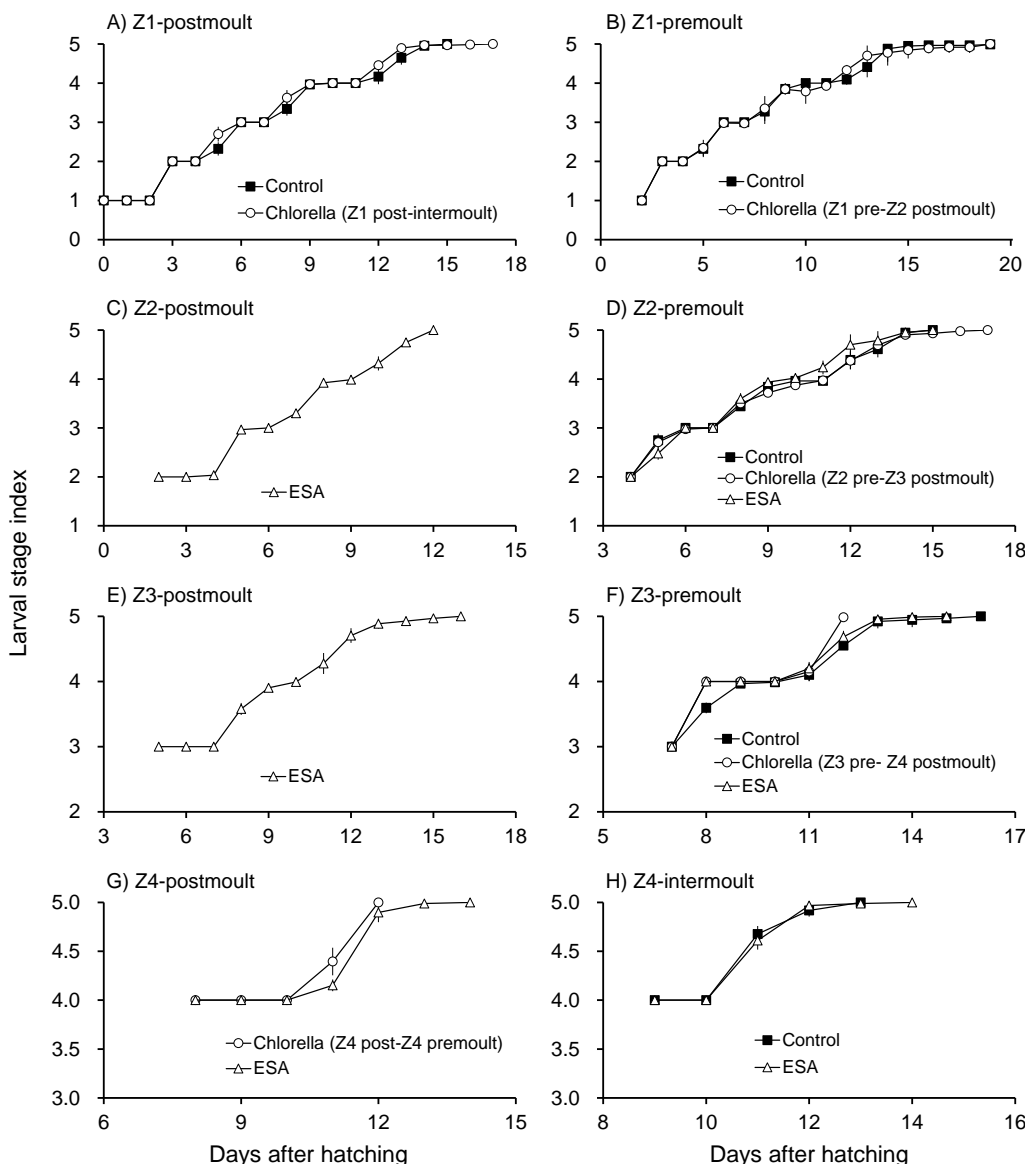 Larval stage index
A) Z1-postmoult
5
4
3
2
1
0
Control
Chlorella (Z1 post-intermoult)
0 3 6 9 12 15 18
B) Z1-premoult
5
4
3
2
1
0
Control
Chlorella (Z1 pre-Z2 postmoult)
0 5 10 15 20
C) Z2-postmoult
5
4
3
2
1
ESA
0 3 6 9 12 15 18
D) Z2-premoult
5
4
3
2
1
Control
Chlorella (Z2 pre-Z3 postmoult)
ESA
3 6 9 12 15 18
E) Z3-postmoult
5
4
3
2
ESA
3 6 9 12 15 18
F) Z3-premoult
5
4
3
2
Control
Chlorella (Z3 pre- Z4 postmoult)
ESA
5 8 11 14 17
G) Z4-postmoult
5.0
4.5
4.0
3.5
3.0
Chlorella (Z4 post-Z4 premoult)
ESA
6 9 12 15
Days after hatching
H) Z4-intermoult
5.0
4.5
4.0
3.5
3.0
Control
ESA
8 10 12 14 16
Days after hatching